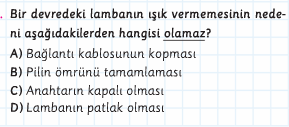 . Bir devredeki lambanın ışık vermemesinin nede-
ni aşağıdakilerden hangisi olamaz?
A) Bağlantı kablosunun kopması
B) Pilin ömrünü tamamlaması
C) Anahtarın kapalı olması
D) Lambanın patlak olması